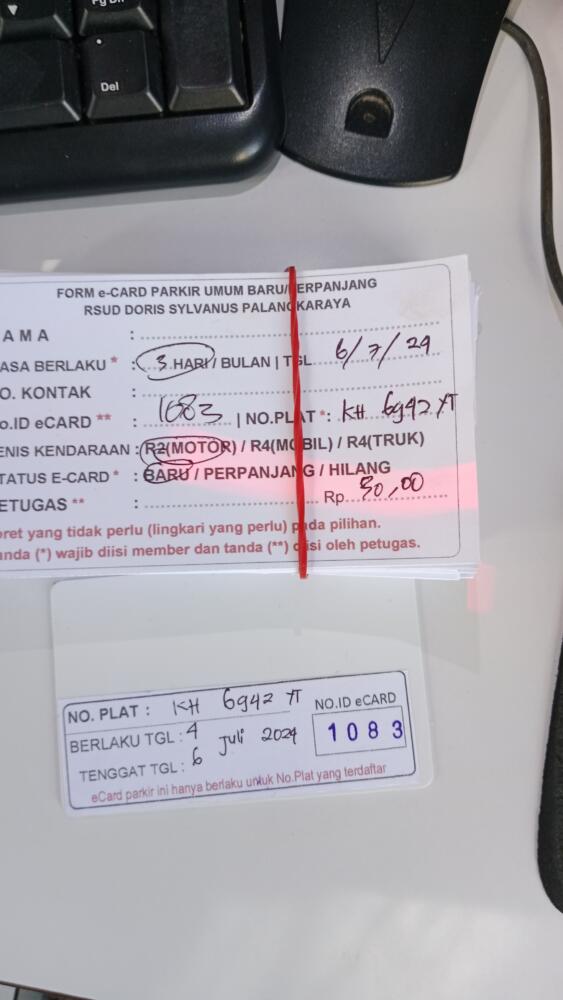 Del
FORM e-CARD PARKIR UMUM BARU/PERPANJANG
RSUD DORIS SYLVANUS PALANGKARAYA
AMA :
ASA BERLAKU * : 3 HARI / BULAN | TGL 6/7/24
O. KONTAK :
o.ID eCARD ** : 1083 | NO.PLAT * : KH 6942 YT
ENIS KENDARAAN : R2(MOTOR) / R4(MOBIL) / R4(TRUK)
TATUS E-CARD * : BARU / PERPANJANG / HILANG
ETUGAS ** : Rp. 30,00
oret yang tidak perlu (lingkari yang perlu) pada pilihan.
anda (*) wajib diisi member dan tanda (**) diisi oleh petugas.
NO. PLAT : KH 6942 YT
NO.ID eCARD
BERLAKU TGL : 4 Juli 2024
1083
TENGGAT TGL : 6
eCard parkir ini hanya berlaku untuk No.Plat yang terdaftar